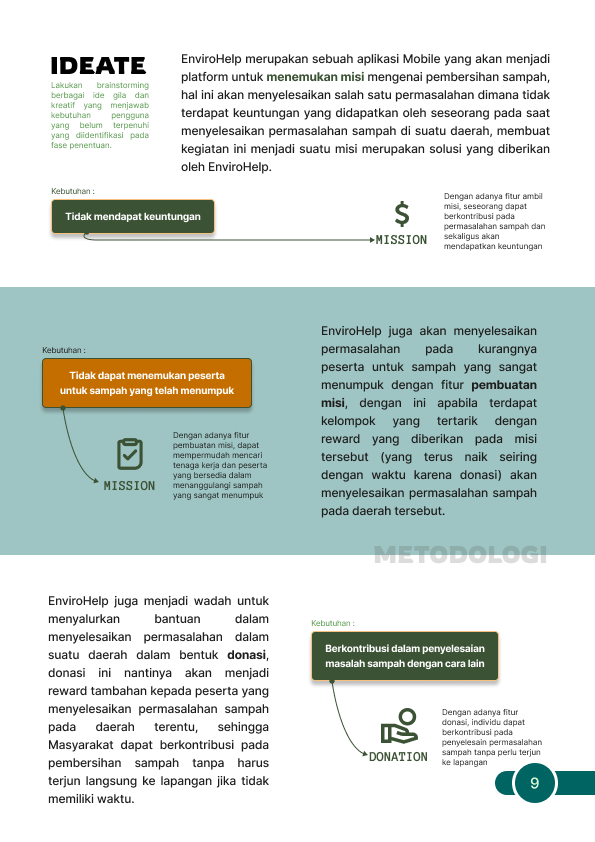 IDEATE
Lakukan brainstorming
berbagai ide gila dan
kreatif yang menjawab
kebutuhan pengguna
yang belum terpenuhi
yang diidentifikasi pada
fase penentuan.
EnviroHelp merupakan sebuah aplikasi Mobile yang akan menjadi
platform untuk menemukan misi mengenai pembersihan sampah,
hal ini akan menyelesaikan salah satu permasalahan dimana tidak
terdapat keuntungan yang didapatkan oleh seseorang pada saat
menyelesaikan permasalahan sampah di suatu daerah, membuat
kegiatan ini menjadi suatu misi merupakan solusi yang diberikan
oleh EnviroHelp.
Kebutuhan :
Tidak mendapat keuntungan
$
MISSION
Dengan adanya fitur ambil
misi, seseorang dapat
berkontribusi pada
permasalahan sampah dan
sekaligus akan
mendapatkan keuntungan
Kebutuhan :
Tidak dapat menemukan peserta
untuk sampah yang telah menumpuk
MISSION
Dengan adanya fitur
pembuatan misi, dapat
mempermudah mencari
tenaga kerja dan peserta
yang bersedia dalam
menanggulangi sampah
yang sangat menumpuk
EnviroHelp juga akan menyelesaikan
permasalahan pada kurangnya
peserta untuk sampah yang sangat
menumpuk dengan fitur pembuatan
misi, dengan ini apabila terdapat
kelompok yang tertarik dengan
reward yang diberikan pada misi
tersebut (yang terus naik seiring
dengan waktu karena donasi) akan
menyelesaikan permasalahan sampah
pada daerah tersebut.
METODOLOGI
EnviroHelp juga menjadi wadah untuk
menyalurkan bantuan dalam
menyelesaikan permasalahan dalam
suatu daerah dalam bentuk donasi,
donasi ini nantinya akan menjadi
reward tambahan kepada peserta yang
menyelesaikan permasalahan sampah
pada daerah terentu, sehingga
Masyarakat dapat berkontribusi pada
pembersihan sampah tanpa harus
terjun langsung ke lapangan jika tidak
memiliki waktu.
Kebutuhan :
Berkontribusi dalam penyelesaian
masalah sampah dengan cara lain
DONATION
Dengan adanya fitur
donasi, individu dapat
berkontribusi pada
penyelesain permasalahan
sampah tanpa perlu terjun
ke lapangan
9